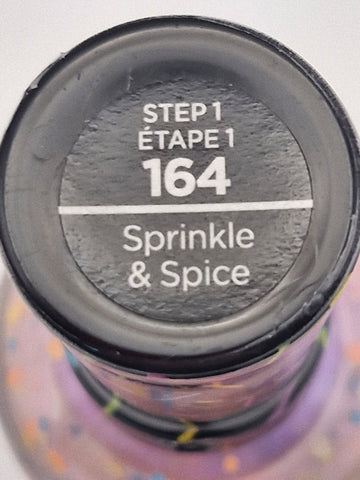 STEP 1
ÉTAPE 1
164
Sprinkle
& Spice